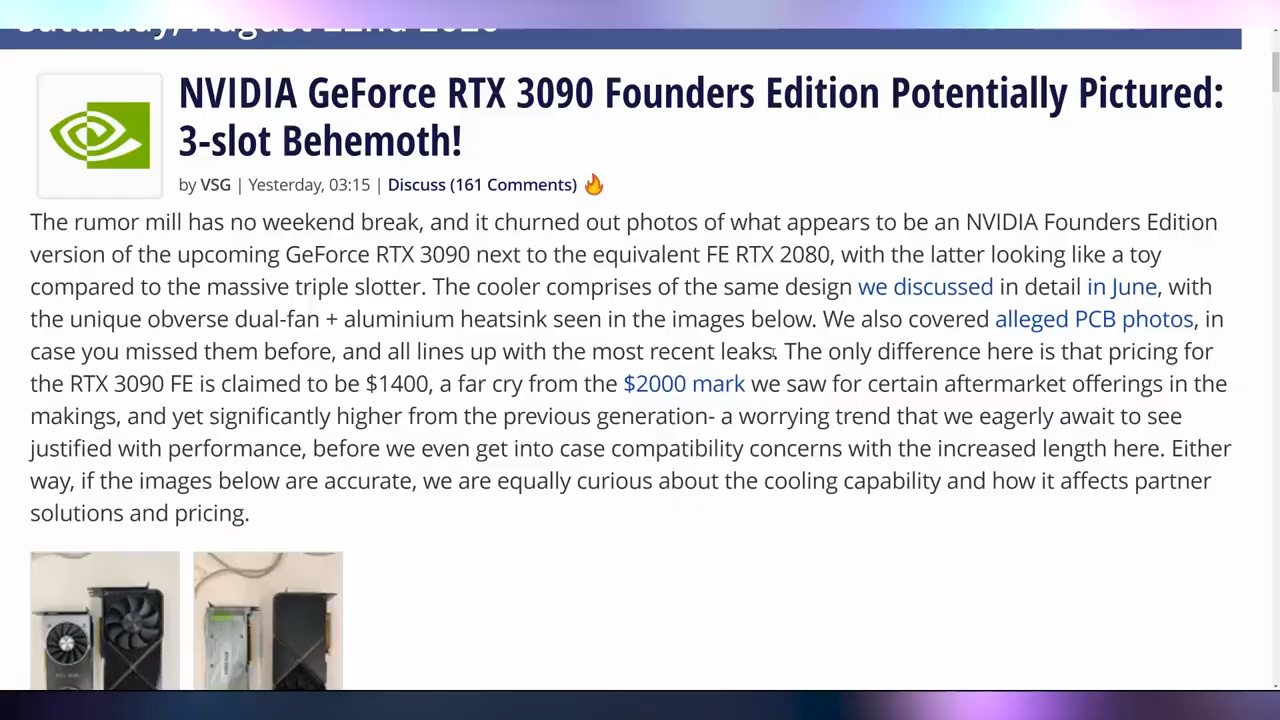 Saturday, August 22nd 2020
NVIDIA GeForce RTX 3090 Founders Edition Potentially Pictured:
3-slot Behemoth!
by VSG | Yesterday, 03:15 | Discuss (161 Comments)
The rumor mill has no weekend break, and it churned out photos of what appears to be an NVIDIA Founders Edition
version of the upcoming GeForce RTX 3090 next to the equivalent FE RTX 2080, with the latter looking like a toy
compared to the massive triple slotter. The cooler comprises of the same design we discussed in detail in June, with
the unique obverse dual-fan + aluminium heatsink seen in the images below. We also covered alleged PCB photos, in
case you missed them before, and all lines up with the most recent leaks. The only difference here is that pricing for
the RTX 3090 FE is claimed to be $1400, a far cry from the $2000 mark we saw for certain aftermarket offerings in the
makings, and yet significantly higher from the previous generation- a worrying trend that we eagerly await to see
justified with performance, before we even get into case compatibility concerns with the increased length here. Either
way, if the images below are accurate, we are equally curious about the cooling capability and how it affects partner
solutions and pricing.